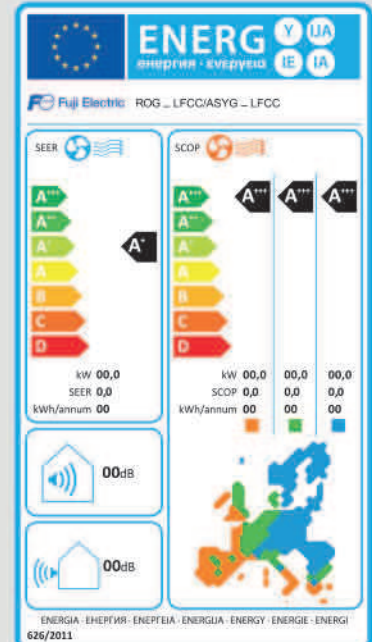 ENERG Y IJA
енергия · ενεργεια IE IA
Fe Fuji Electric ROG _ LFCC/ASYG _ LFCC
SEER SCOP
A+++ A+++ A+++ A+++ A+++
A++ A++
A+ A+ A+
A A
B B
C C
D D
kW 00,0 kW 00,0 00,0 00,0
SEER 0,0 SCOP 0,0 0,0 0,0
kWh/annum 00 kWh/annum 00 00 00
00dB
00dB
ENERGIA · ЕНЕРГИЯ · ΕΝΕΡΓΕΙΑ · ENERGIJA · ENERGY · ENERGIE · ENERGI
626/2011